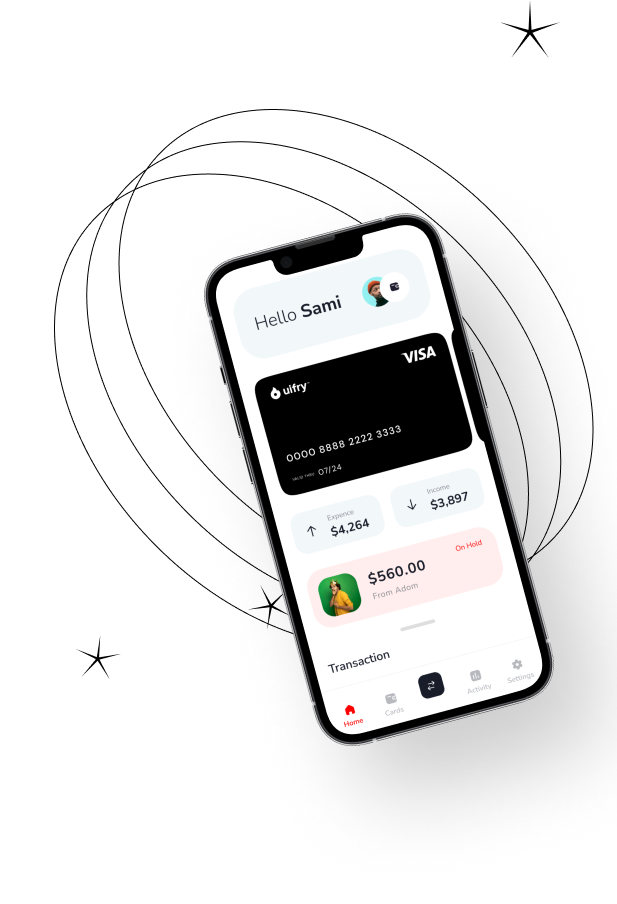 Hello Sami
VISA
uifry
0000 8888 2222 3333
VALID THRU 07/24
Expence
$4,264
Income
$3,897
On Hold
$560.00
From Adom
Transaction
Home
Cards
Activity
Settings